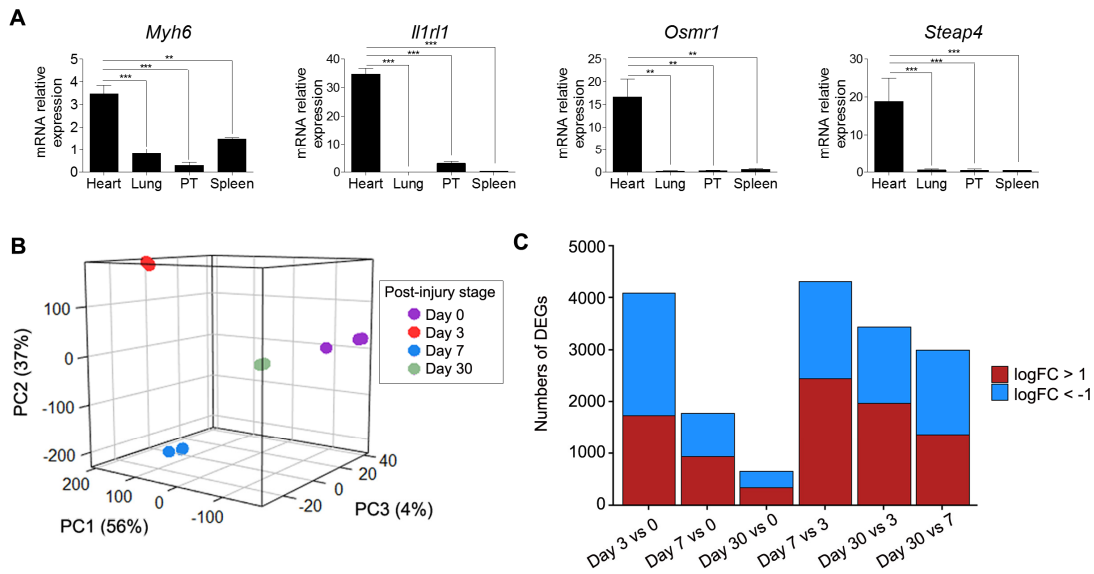 A
Myh6
mRNA relative
expression
5
4
3
2
1
0
***
***
**
Heart
Lung
PT
Spleen
Il1rl1
mRNA relative
expression
40
30
20
10
0
***
***
***
Heart
Lung
PT
Spleen
Osmr1
mRNA relative
expression
25
20
15
10
5
0
**
**
**
Heart
Lung
PT
Spleen
Steap4
mRNA relative
expression
30
20
10
0
***
***
***
Heart
Lung
PT
Spleen
B
PC2 (37%)
100
0
-100
-200
200
100
0
-100
PC1 (56%)
-20
0
20
40
PC3 (4%)
Post-injury stage
Day 0
Day 3
Day 7
Day 30
C
Numbers of DEGs
5000
4000
3000
2000
1000
0
Day 3 vs 0
Day 7 vs 0
Day 30 vs 0
Day 7 vs 3
Day 30 vs 3
Day 30 vs 7
logFC > 1
logFC < -1